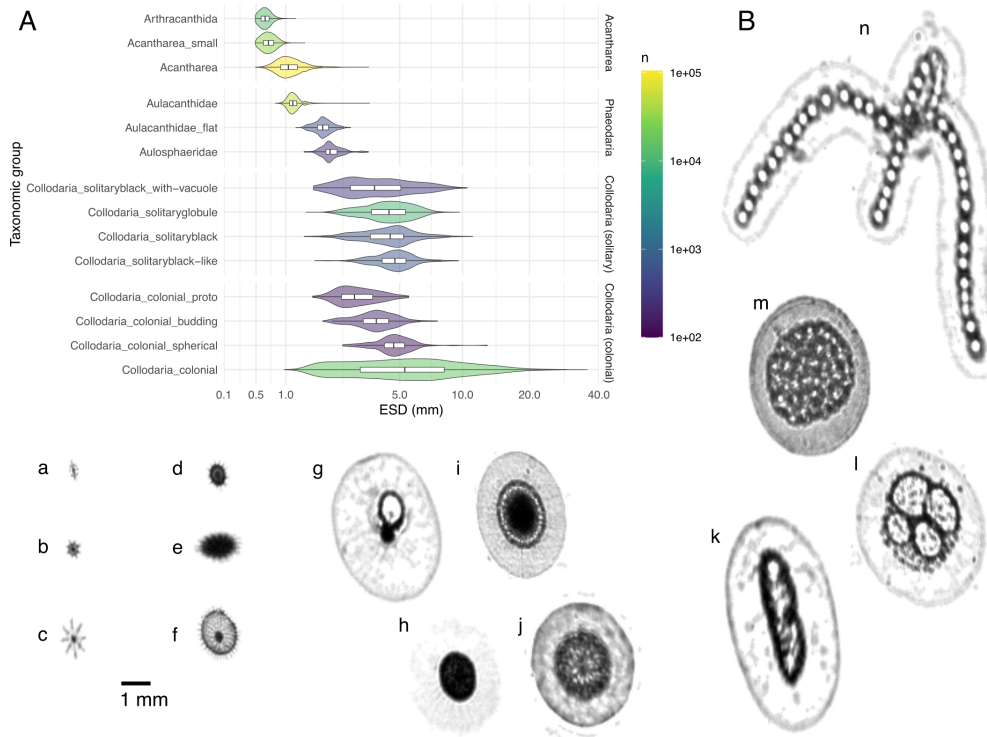 A
Taxonomic group
Arthracanthida
Acantharea_small
Acantharea
Acantharea
Aulacanthidae
Aulacanthidae_flat
Aulosphaeridae
Phaeodaria
Collodaria_solitaryblack_with-vacuole
Collodaria_solitaryglobule
Collodaria_solitaryblack
Collodaria_solitaryblack-like
Collodaria (solitary)
Collodaria_colonial_proto
Collodaria_colonial_budding
Collodaria_colonial_spherical
Collodaria_colonial
Collodaria (colonial)
0.1 0.5 1.0 5.0 10.0 20.0 40.0
ESD (mm)
n
1e+05
1e+04
1e+03
1e+02
B
n
m
l
k
a
b
c
d
e
f
g
i
h
j
1 mm